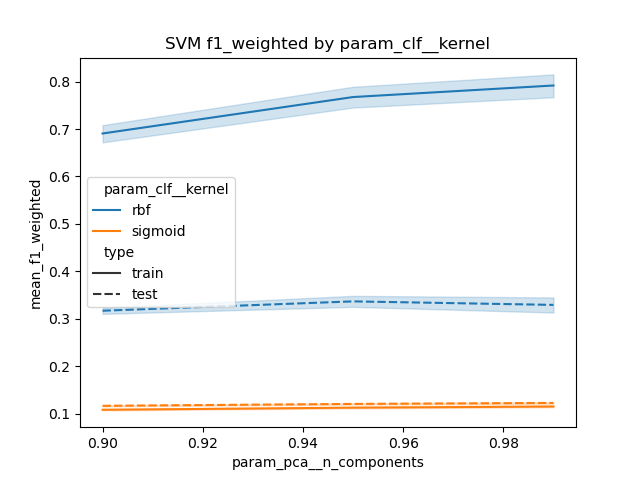 SVM f1_weighted by param_clf__kernel
mean_f1_weighted
0.8
0.7
0.6
0.5
0.4
0.3
0.2
0.1
param_clf__kernel
rbf
sigmoid
type
train
test
0.90 0.92 0.94 0.96 0.98
param_pca__n_components